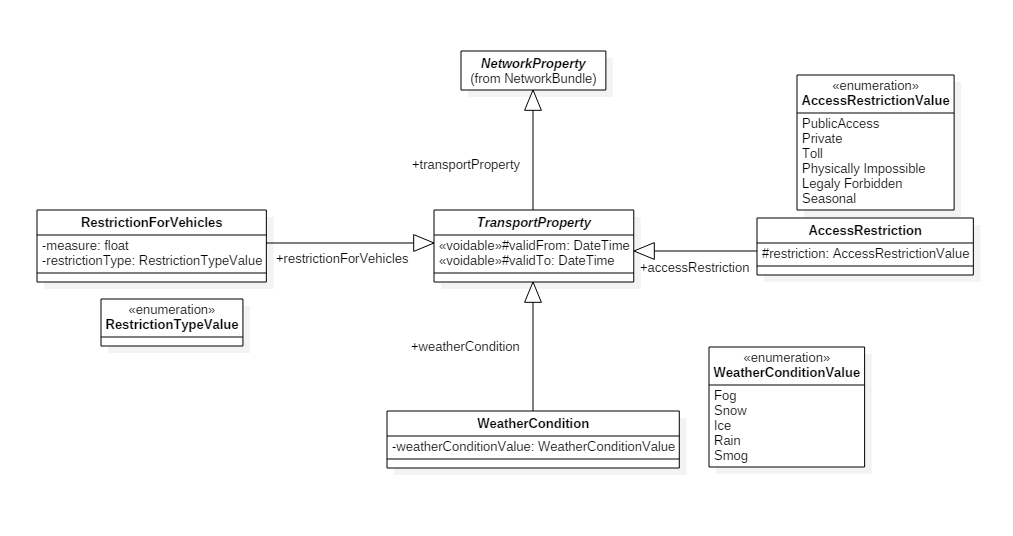 NetworkProperty
(from NetworkBundle)
«enumeration»
AccessRestrictionValue
PublicAccess
Private
Toll
Physically Impossible
Legaly Forbidden
Seasonal
+transportProperty
RestrictionForVehicles
-measure: float
-restrictionType: RestrictionTypeValue
+restrictionForVehicles
TransportProperty
«voidable»#validFrom: DateTime
«voidable»#validTo: DateTime
AccessRestriction
#restriction: AccessRestrictionValue
+accessRestriction
«enumeration»
RestrictionTypeValue
+weatherCondition
«enumeration»
WeatherConditionValue
Fog
Snow
Ice
Rain
Smog
WeatherCondition
-weatherConditionValue: WeatherConditionValue